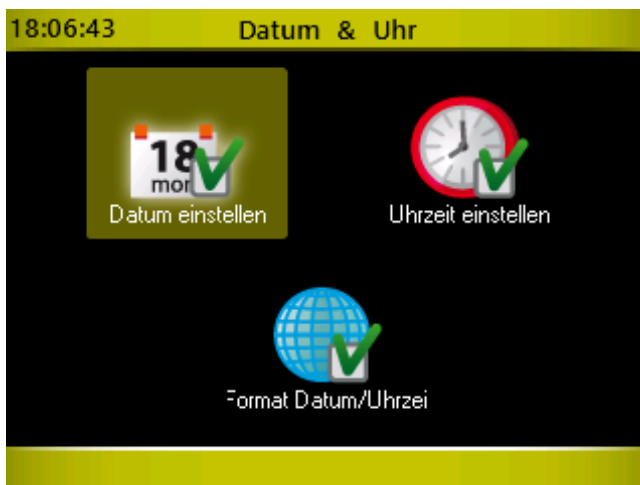 18:06:43 Datum & Uhr
18
mon
Datum einstellen
Uhrzeit einstellen
Format Datum/Uhrzei